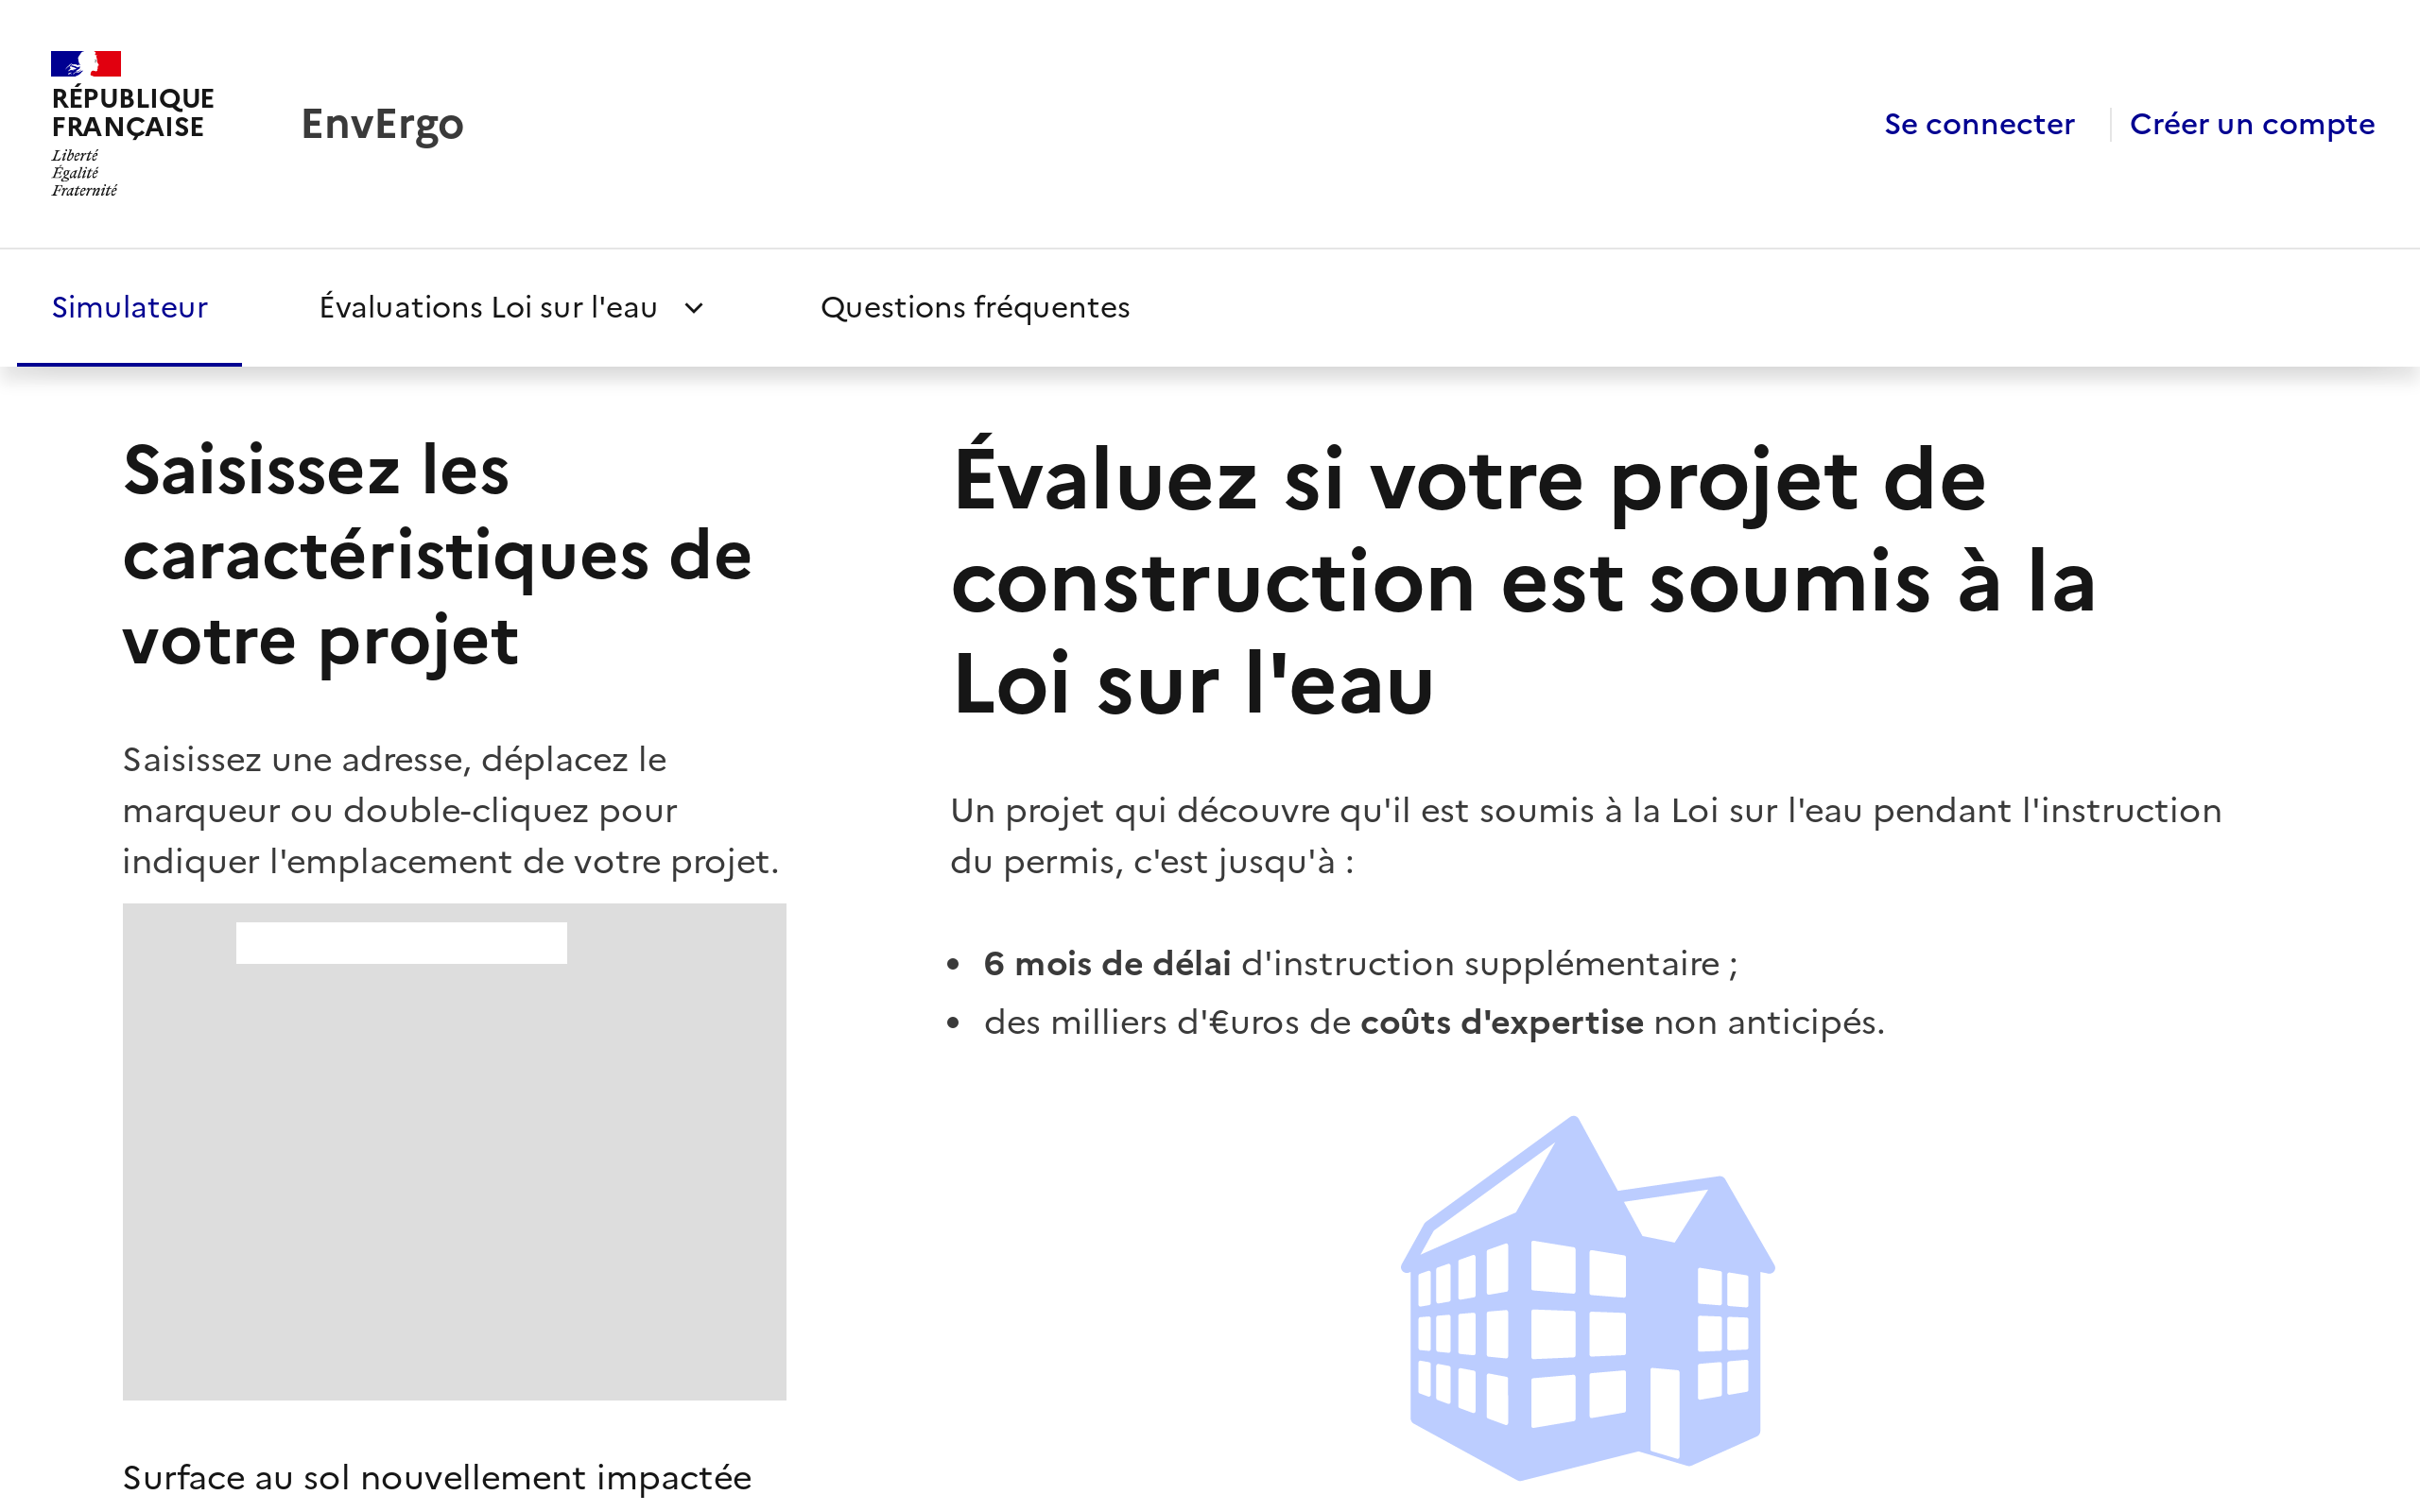 RÉPUBLIQUE
FRANÇAISE
Liberté
Égalité
Fraternité
EnvErgo
Se connecter
Créer un compte
Simulateur
Évaluations Loi sur l'eau
Questions fréquentes
Saisissez les
caractéristiques de
votre projet
Saisissez une adresse, déplacez le
marqueur ou double-cliquez pour
indiquer l'emplacement de votre projet.
Surface au sol nouvellement impactée
Évaluez si votre projet de
construction est soumis à la
Loi sur l'eau
Un projet qui découvre qu'il est soumis à la Loi sur l'eau pendant l'instruction
du permis, c'est jusqu'à :
• 6 mois de délai d'instruction supplémentaire ;
• des milliers d'€uros de coûts d'expertise non anticipés.